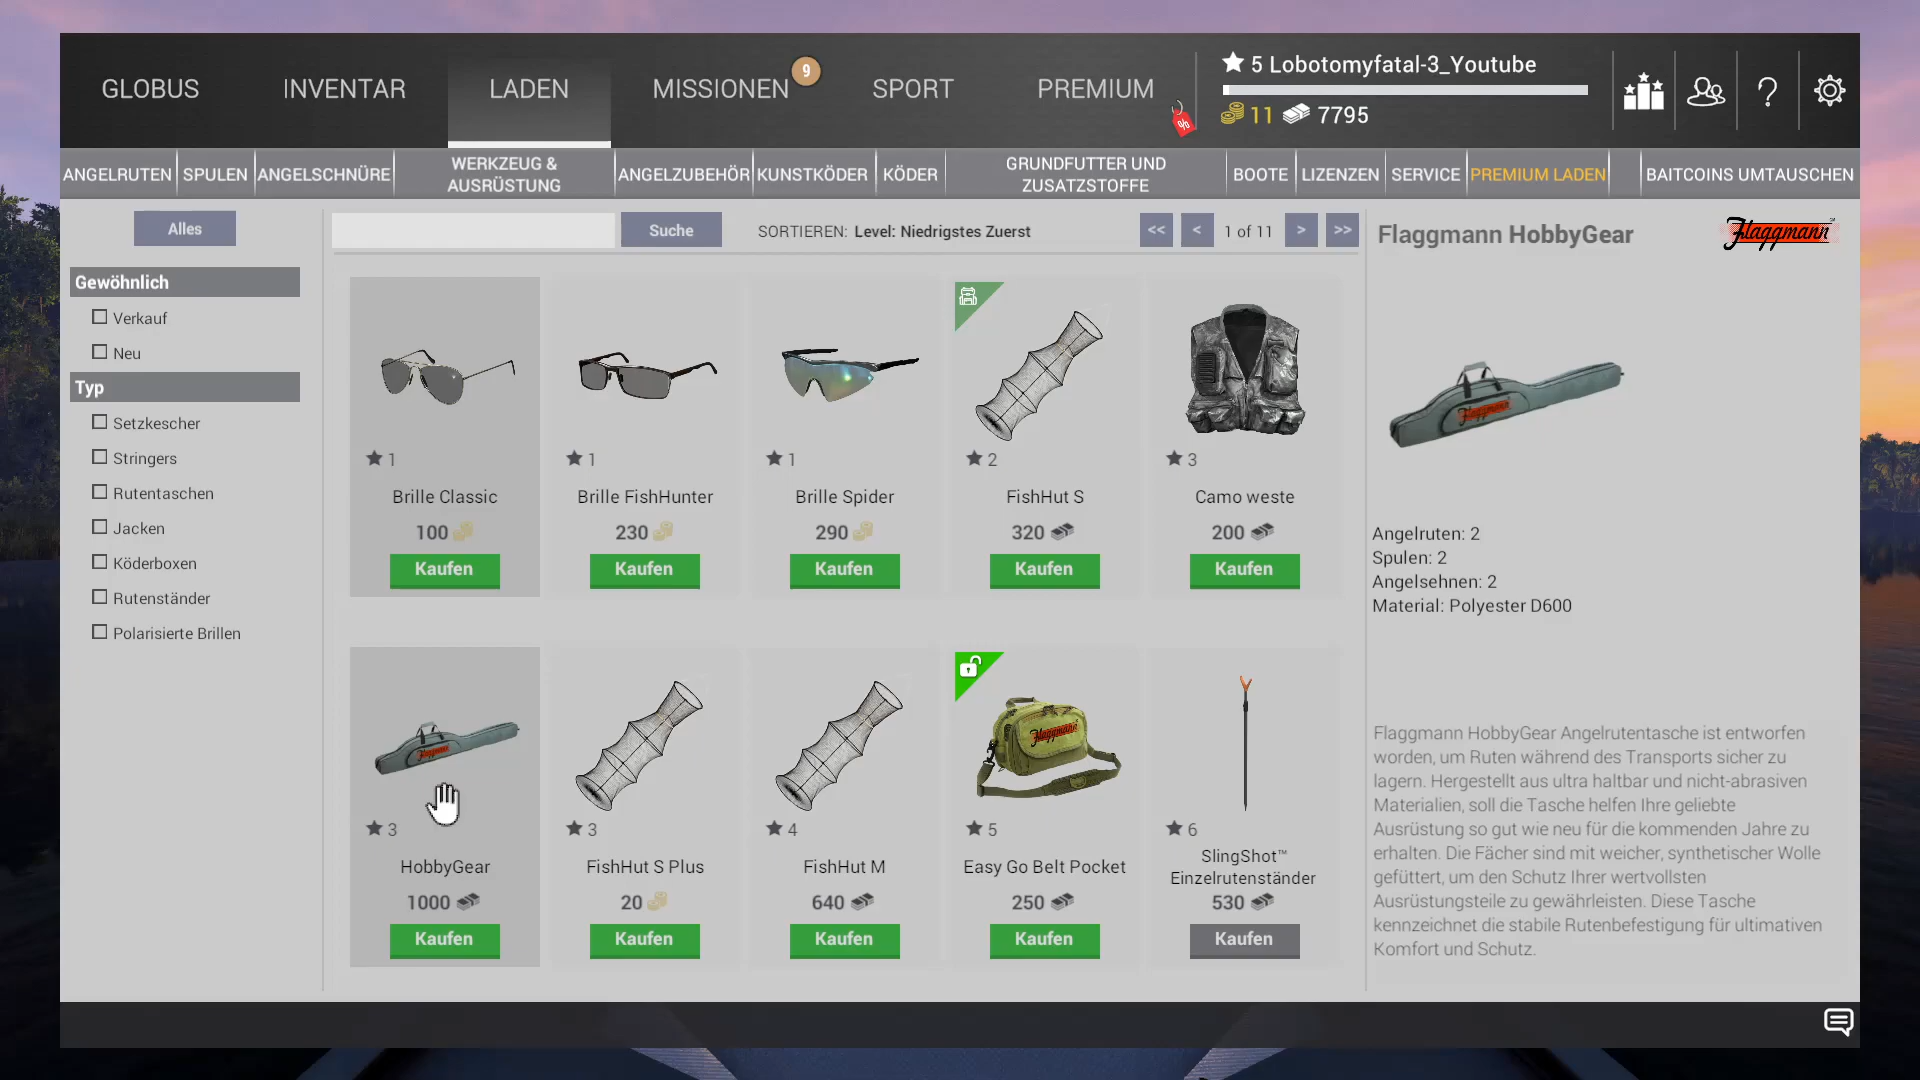 GLOBUS
INVENTAR
LADEN
MISSIONEN
9
SPORT
PREMIUM
%
5 Lobotomyfatal-3_Youtube
11 7795
?
ANGELRUTEN
SPULEN
ANGELSCHNÜRE
WERKZEUG &
AUSRÜSTUNG
ANGELZUBEHÖR
KUNSTKÖDER
KÖDER
GRUNDFUTTER UND
ZUSATZSTOFFE
BOOTE
LIZENZEN
SERVICE
PREMIUM LADEN
BAITCOINS UMTAUSCHEN
Alles
Gewöhnlich
Verkauf
Neu
Typ
Setzkescher
Stringers
Rutentaschen
Jacken
Köderboxen
Rutenständer
Polarisierte Brillen
Suche
SORTIEREN: Level: Niedrigstes Zuerst
<< < 1 of 11 > >>
1
Brille Classic
100
Kaufen
1
Brille FishHunter
230
Kaufen
1
Brille Spider
290
Kaufen
2
FishHut S
320
Kaufen
3
Camo weste
200
Kaufen
Flaggmann
3
HobbyGear
1000
Kaufen
3
FishHut S Plus
20
Kaufen
4
FishHut M
640
Kaufen
Flaggmann
5
Easy Go Belt Pocket
250
Kaufen
6
SlingShot™
Einzelrutenständer
530
Kaufen
Flaggmann HobbyGear
Flaggmann
Flaggmann
Angelruten: 2
Spulen: 2
Angelsehnen: 2
Material: Polyester D600
Flaggmann HobbyGear Angelrutentasche ist entworfen
worden, um Ruten während des Transports sicher zu
lagern. Hergestellt aus ultra haltbar und nicht-abrasiven
Materialien, soll die Tasche helfen Ihre geliebte
Ausrüstung so gut wie neu für die kommenden Jahre zu
erhalten. Die Fächer sind mit weicher, synthetischer Wolle
gefüttert, um den Schutz Ihrer wertvollsten
Ausrüstungsteile zu gewährleisten. Diese Tasche
kennzeichnet die stabile Rutenbefestigung für ultimativen
Komfort und Schutz.